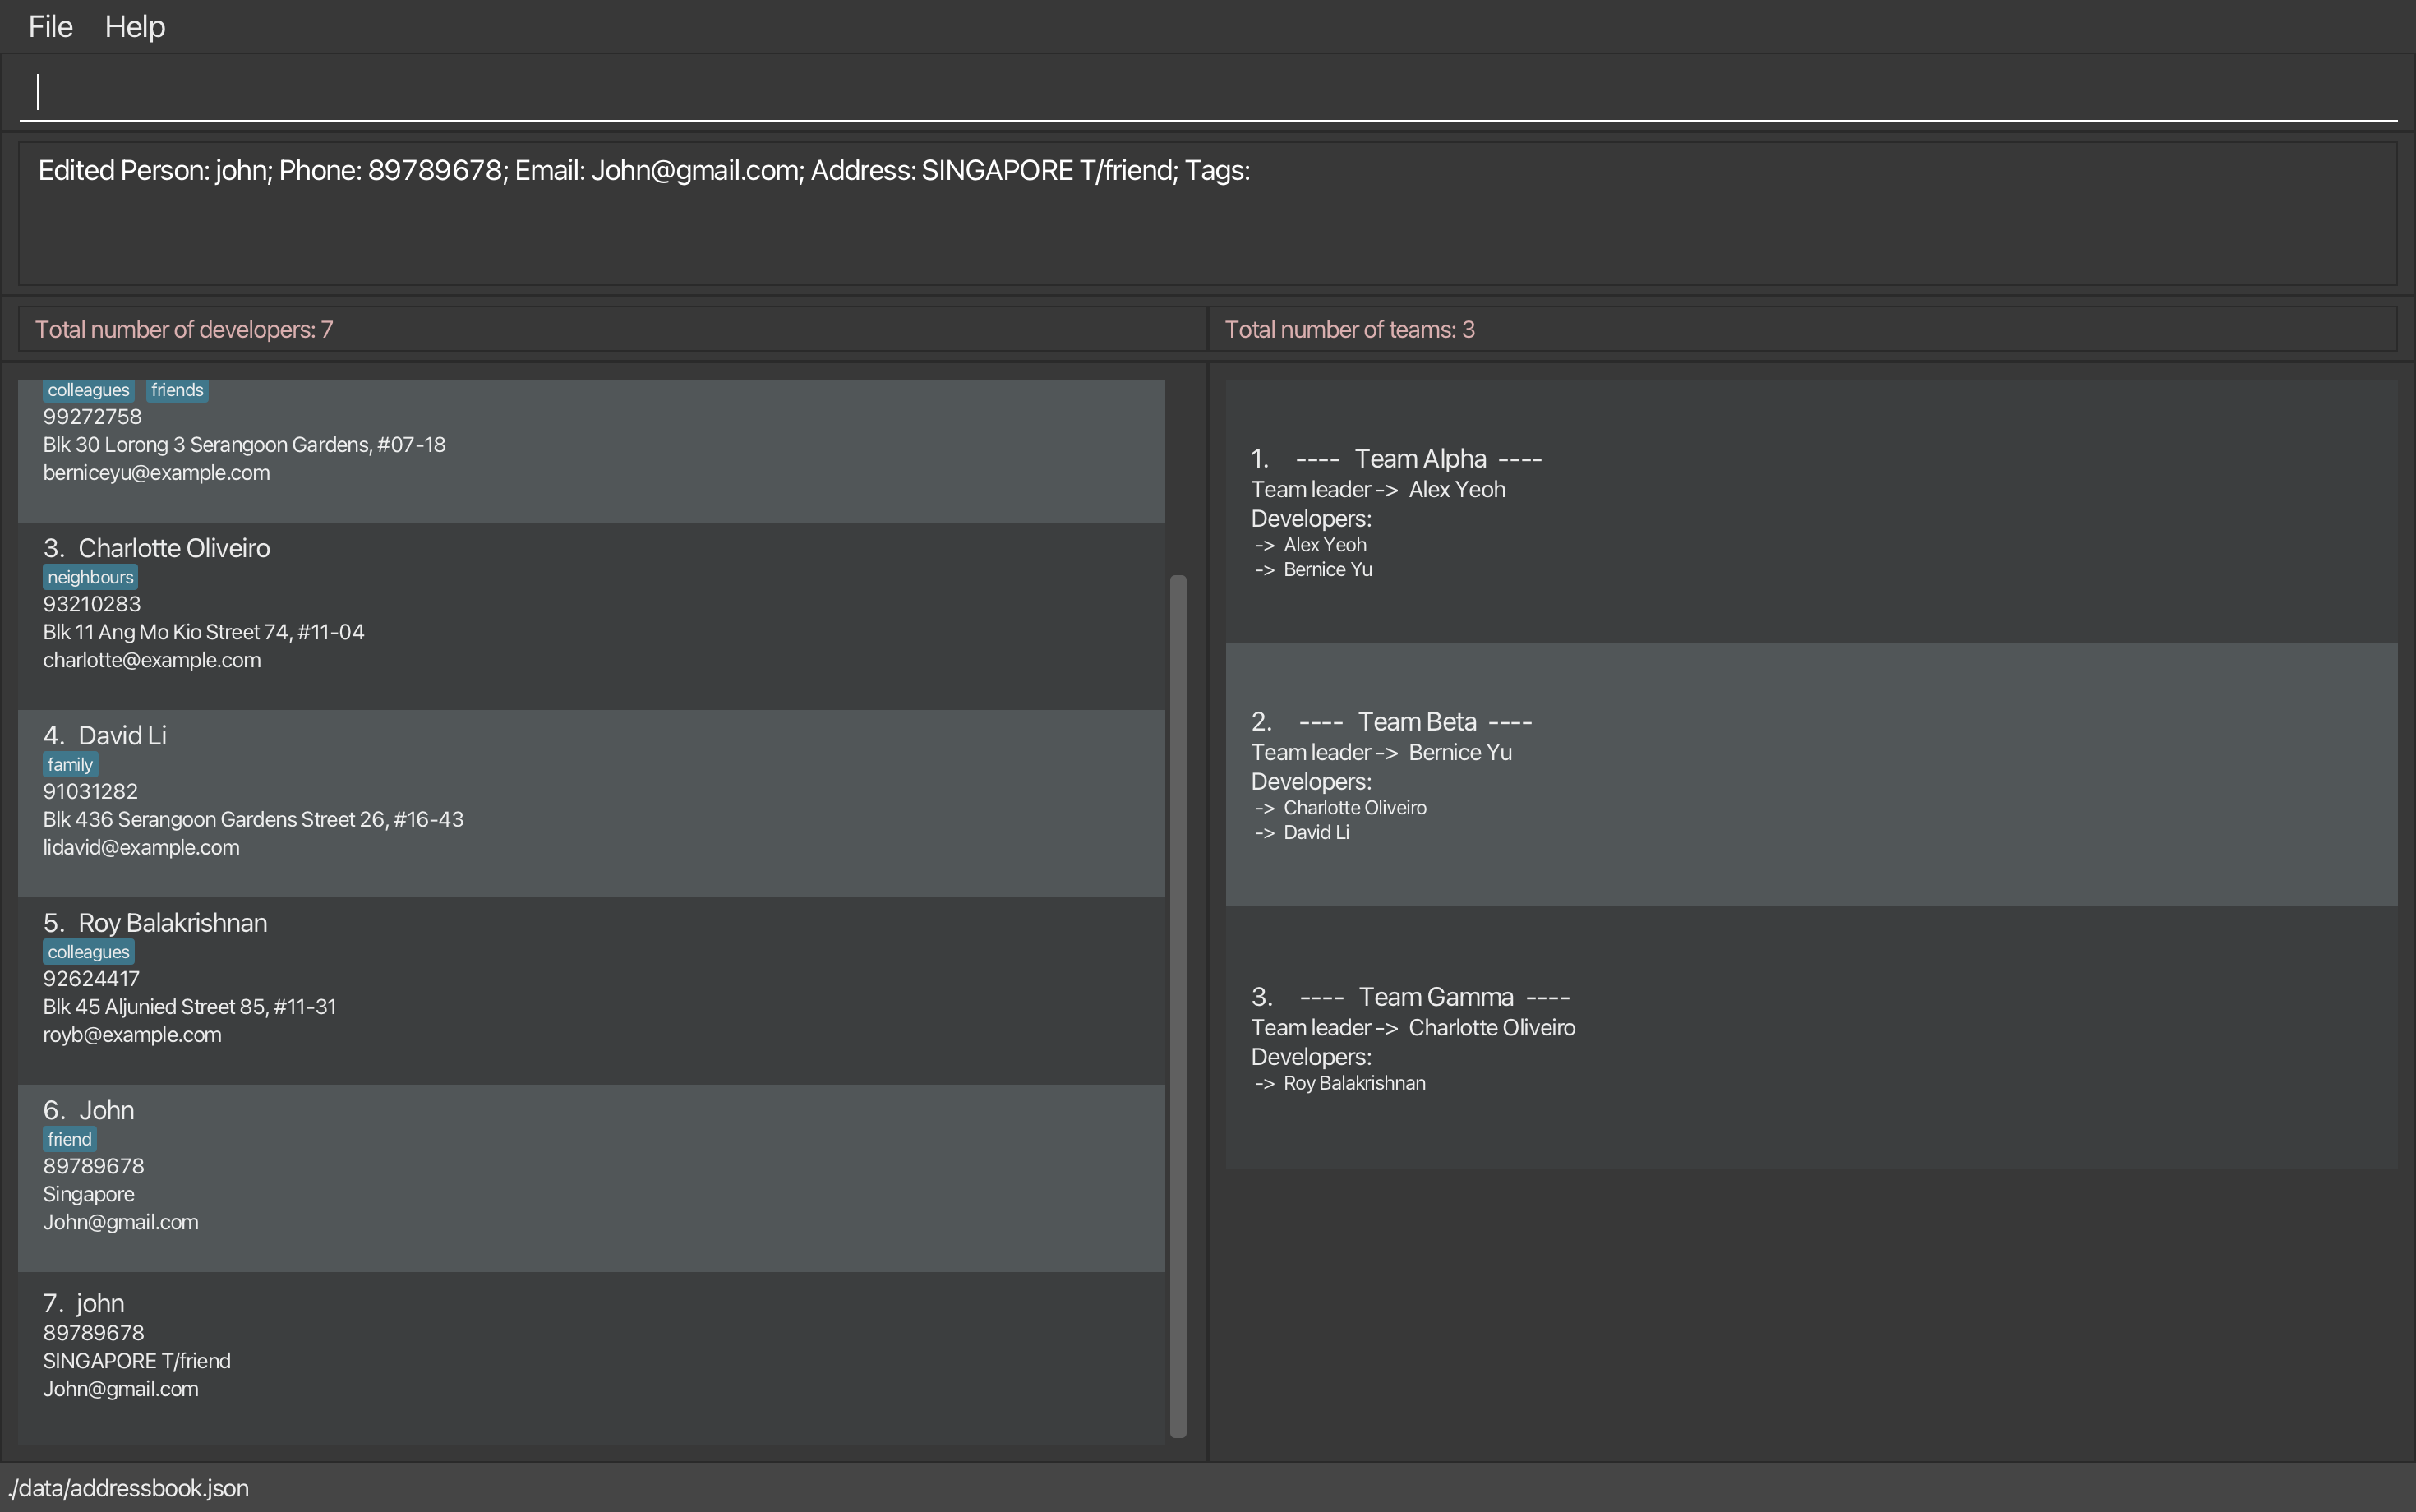 File Help
Edited Person: john; Phone: 89789678; Email: John@gmail.com; Address: SINGAPORE T/friend; Tags:
Total number of developers: 7
Total number of teams: 3
colleagues friends
99272758
Blk 30 Lorong 3 Serangoon Gardens, #07-18
berniceyu@example.com
3. Charlotte Oliveiro
neighbours
93210283
Blk 11 Ang Mo Kio Street 74, #11-04
charlotte@example.com
4. David Li
family
91031282
Blk 436 Serangoon Gardens Street 26, #16-43
lidavid@example.com
5. Roy Balakrishnan
colleagues
92624417
Blk 45 Aljunied Street 85, #11-31
royb@example.com
6. John
friend
89789678
Singapore
John@gmail.com
7. john
89789678
SINGAPORE T/friend
John@gmail.com
1. ---- Team Alpha ----
Team leader -> Alex Yeoh
Developers:
-> Alex Yeoh
-> Bernice Yu
2. ---- Team Beta ----
Team leader -> Bernice Yu
Developers:
-> Charlotte Oliveiro
-> David Li
3. ---- Team Gamma ----
Team leader -> Charlotte Oliveiro
Developers:
-> Roy Balakrishnan
./data/addressbook.json